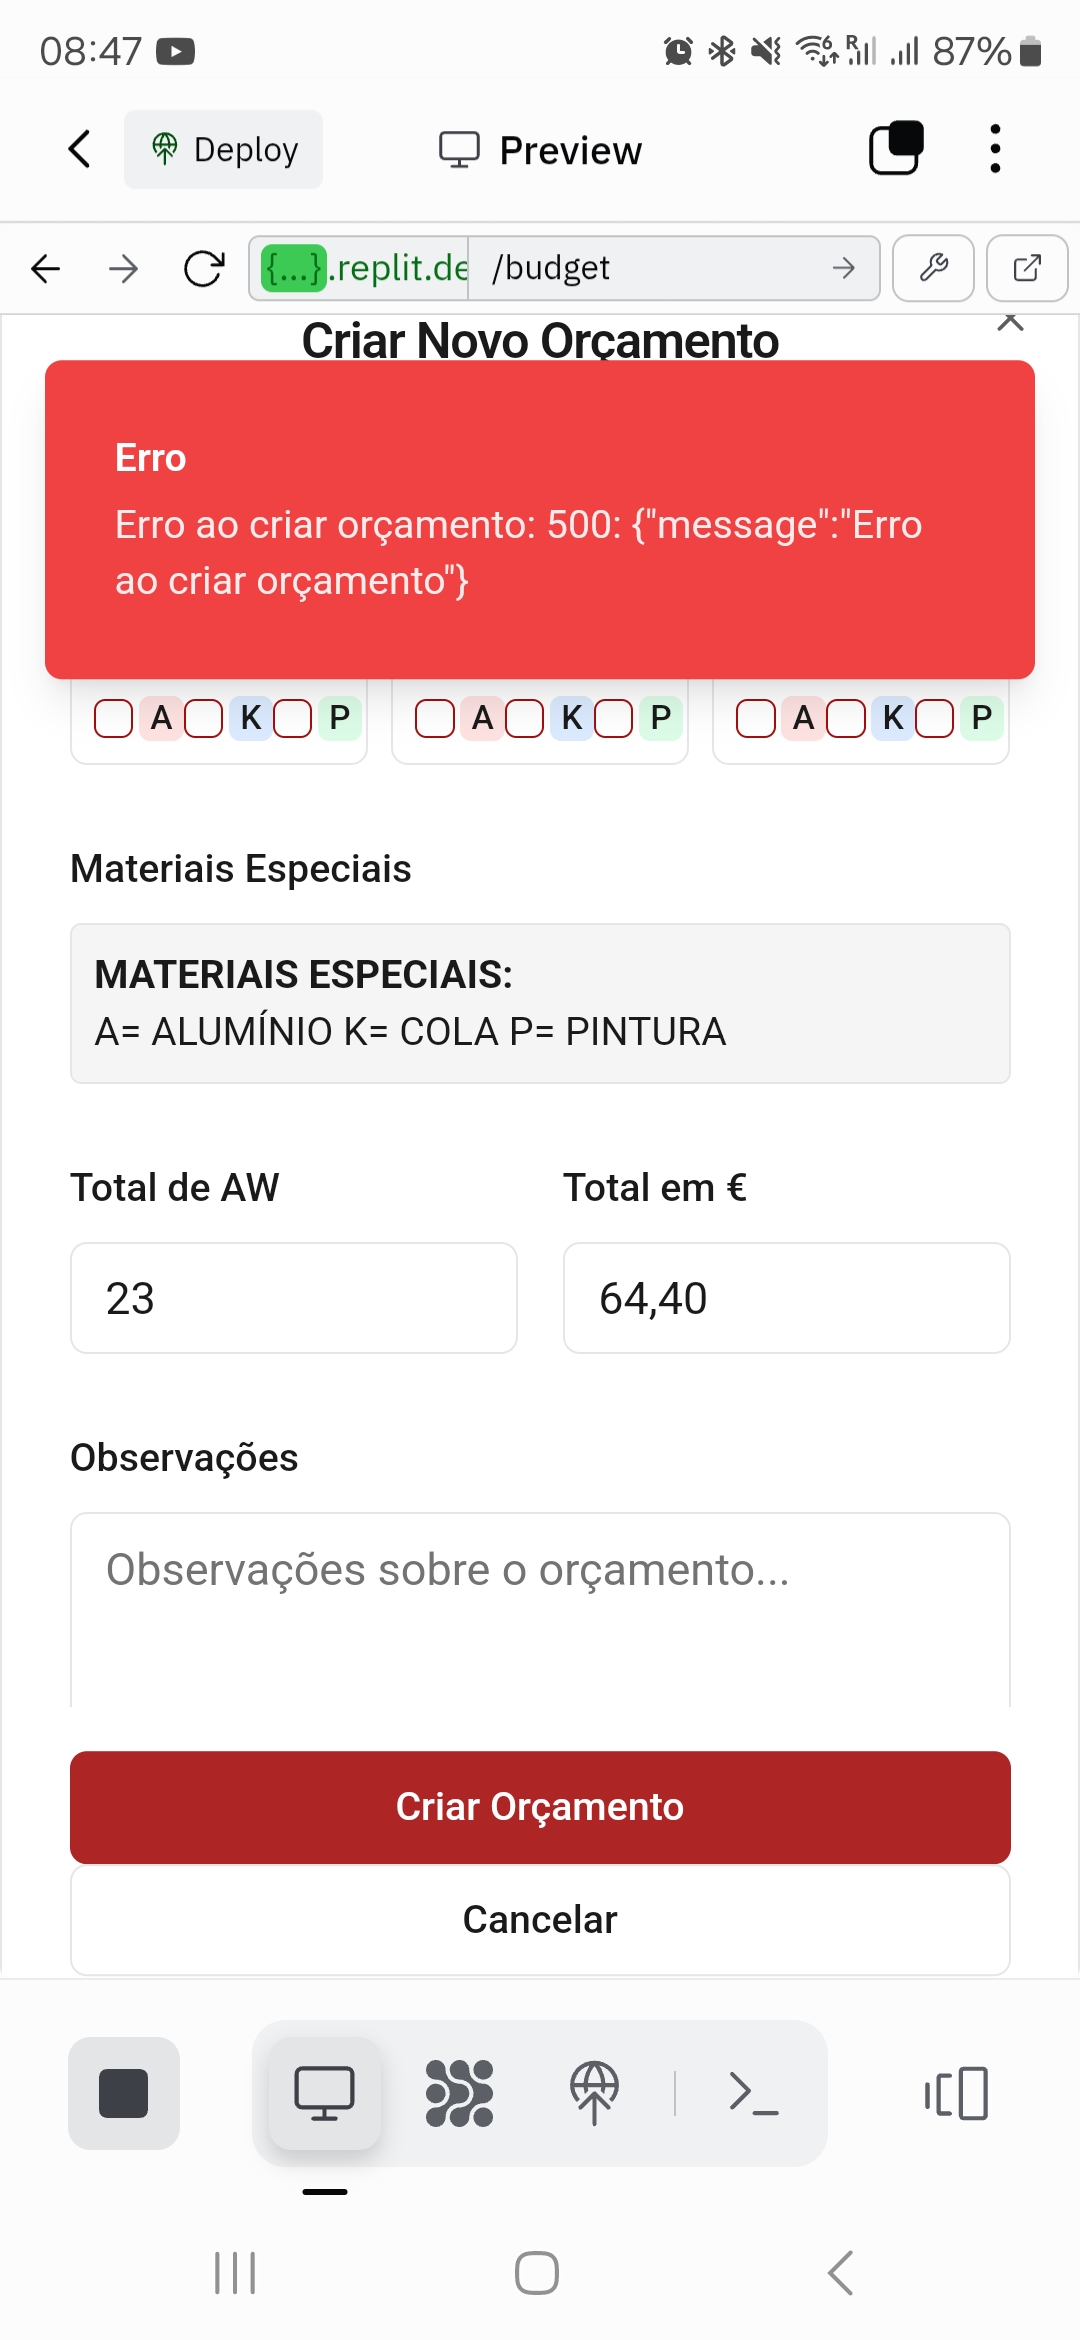 08:47
87%
Deploy
Preview
{...}.replit.de
/budget
Criar Novo Orçamento
Erro
Erro ao criar orçamento: 500: {"message":"Erro
ao criar orçamento"}
A K P A K P A K P
Materiais Especiais
MATERIAIS ESPECIAIS:
A= ALUMÍNIO K= COLA P= PINTURA
Total de AW
Total em €
23
64,40
Observações
Observações sobre o orçamento...
Criar Orçamento
Cancelar